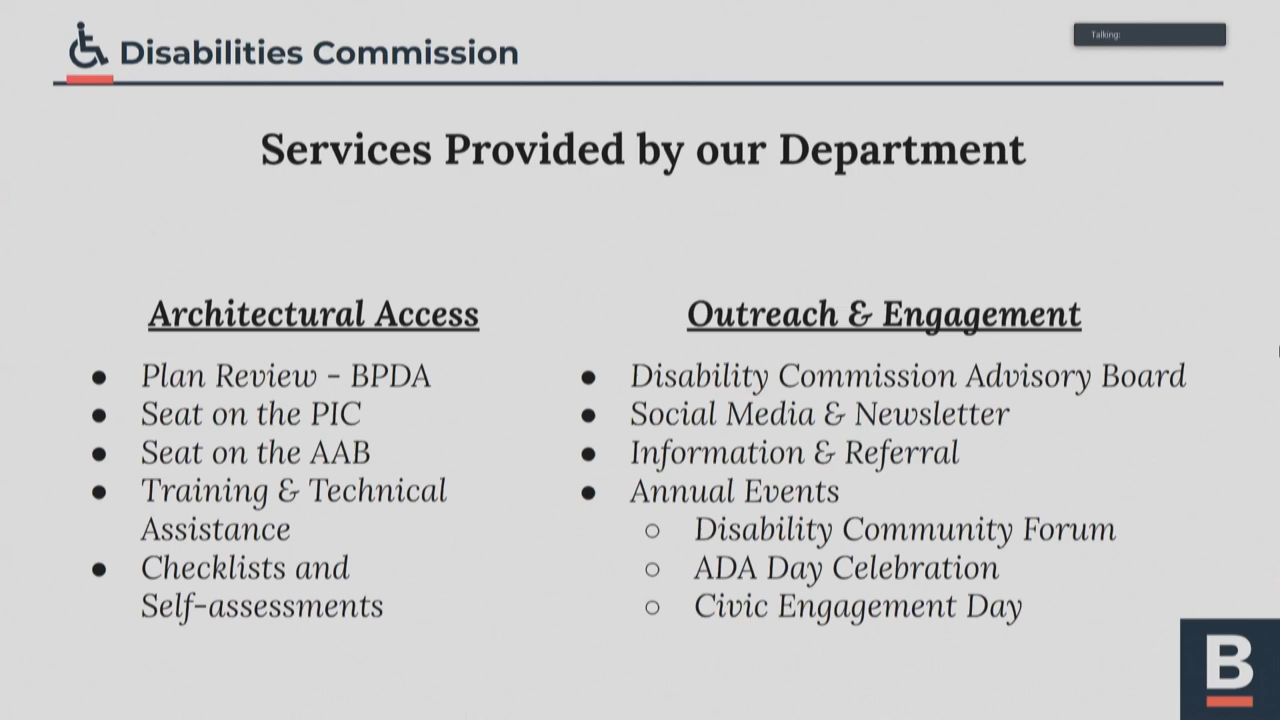 Disabilities Commission
Talking:
Services Provided by our Department
Architectural Access
● Plan Review - BPDA
● Seat on the PIC
● Seat on the AAB
● Training & Technical
Assistance
● Checklists and
Self-assessments
Outreach & Engagement
● Disability Commission Advisory Board
● Social Media & Newsletter
● Information & Referral
● Annual Events
○ Disability Community Forum
○ ADA Day Celebration
○ Civic Engagement Day
B